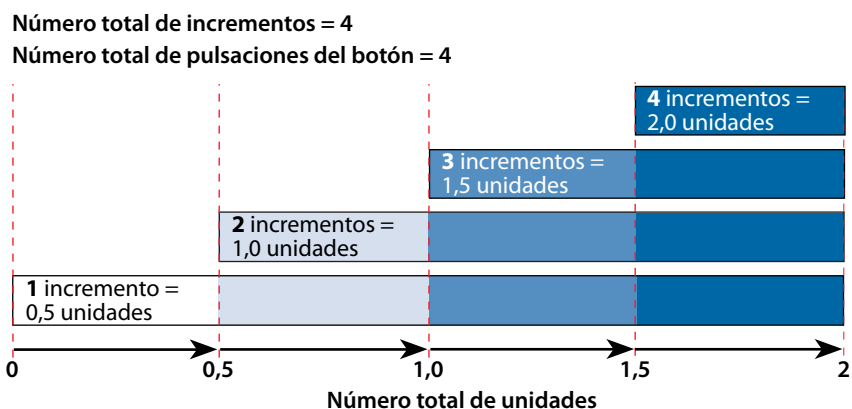 Número total de incrementos = 4
Número total de pulsaciones del botón = 4
4 incrementos =
2,0 unidades
3 incrementos =
1,5 unidades
2 incrementos =
1,0 unidades
1 incremento =
0,5 unidades
0 0,5 1,0 1,5 2
Número total de unidades